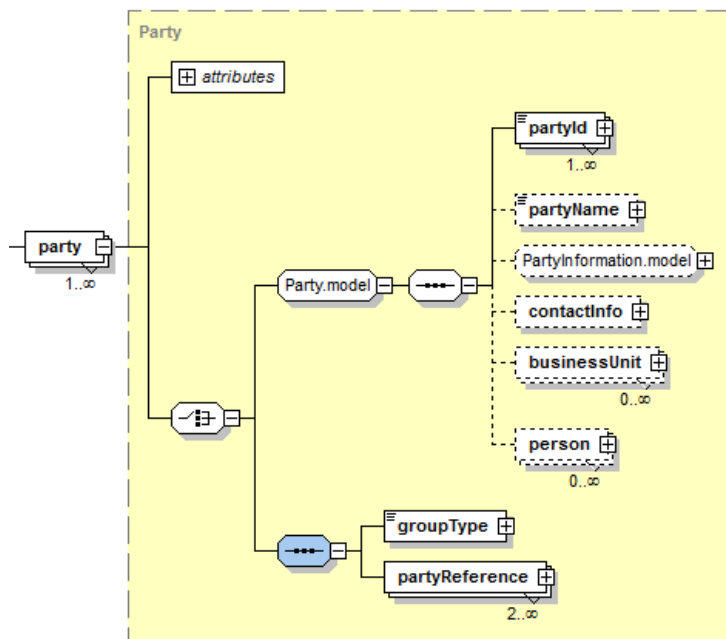 Party
attributes
partyId
1..∞
partyName
party
PartyInformation.model
1..∞
Party.model
contactInfo
businessUnit
0..∞
person
0..∞
groupType
partyReference
2..∞